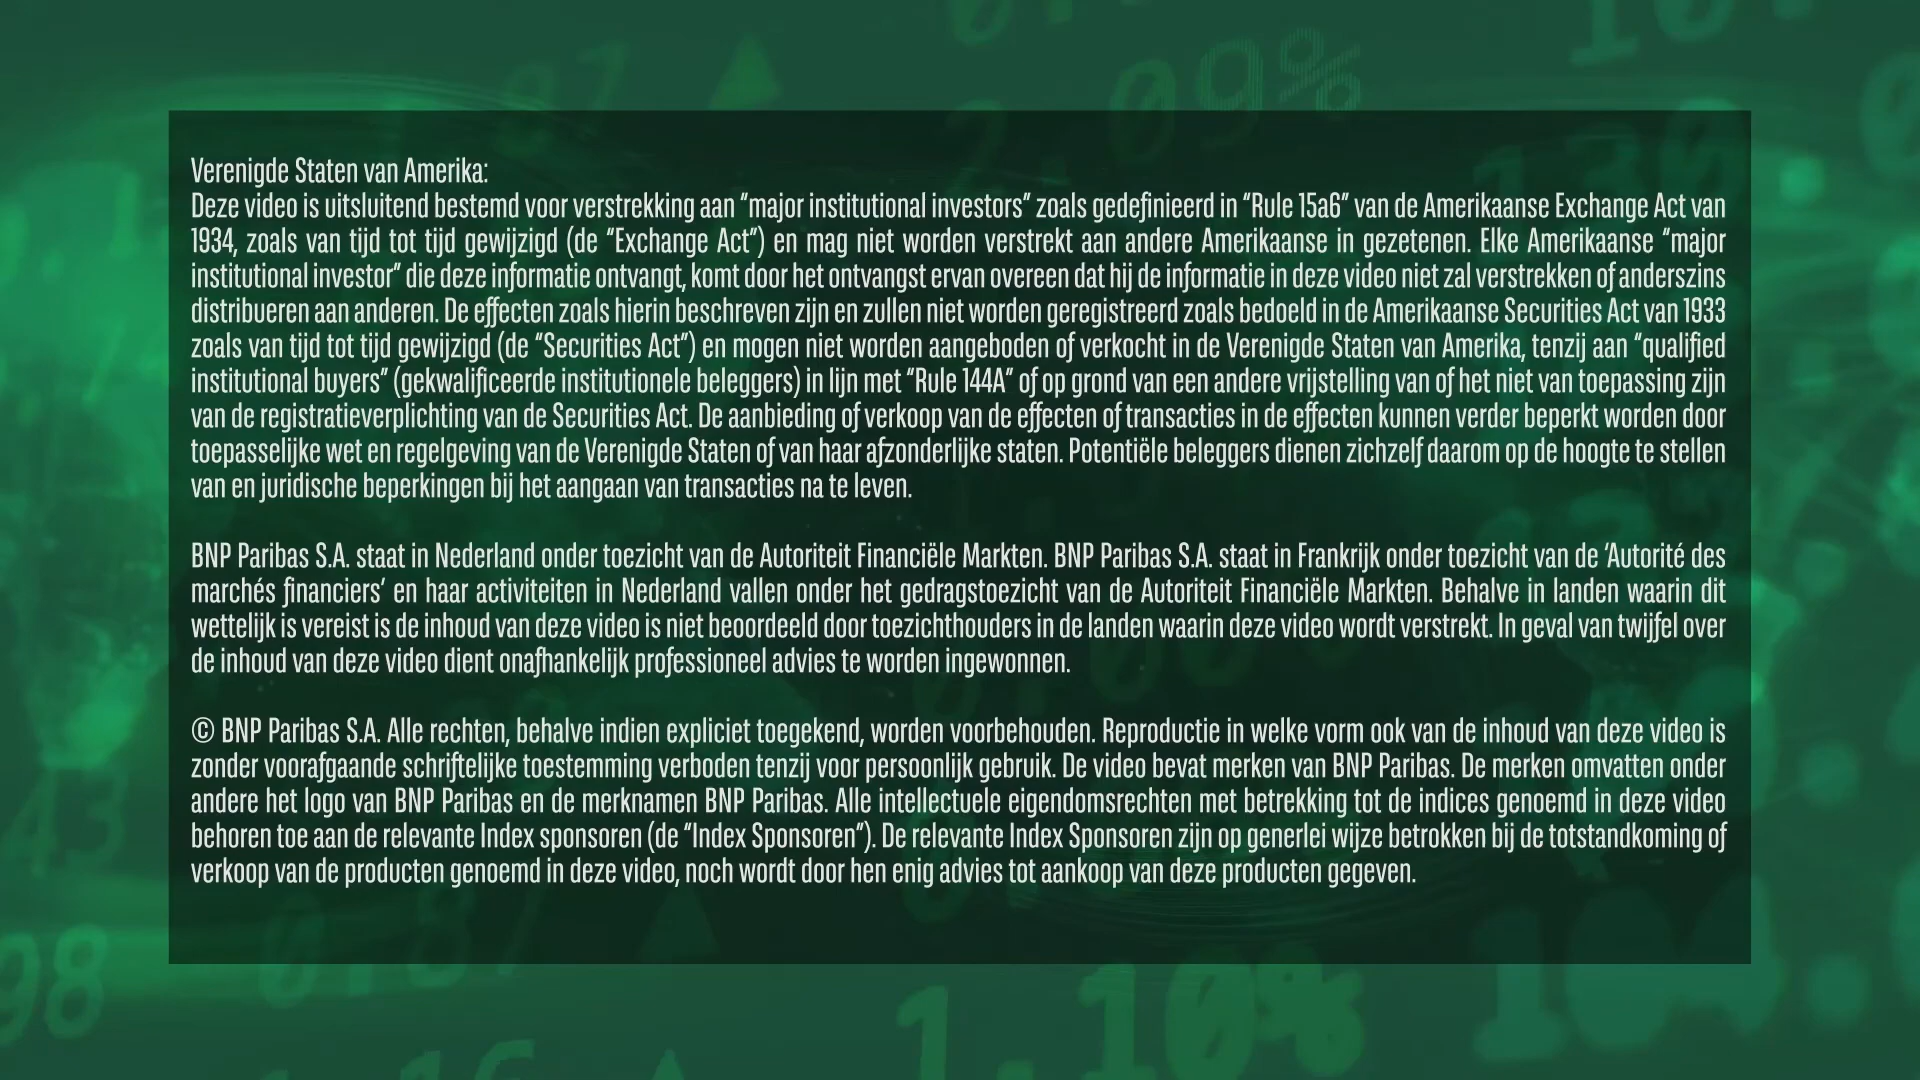 Verenigde Staten van Amerika:
Deze video is uitsluitend bestemd voor verstrekking aan “major institutional investors” zoals gedefinieerd in “Rule 15a6” van de Amerikaanse Exchange Act van
1934, zoals van tijd tot tijd gewijzigd (de “Exchange Act”) en mag niet worden verstrekt aan andere Amerikaanse in gezetenen. Elke Amerikaanse “major
institutional investor” die deze informatie ontvangt, komt door het ontvangst ervan overeen dat hij de informatie in deze video niet zal verstrekken of anderszins
distribueren aan anderen. De effecten zoals hierin beschreven zijn en zullen niet worden geregistreerd zoals bedoeld in de Amerikaanse Securities Act van 1933
zoals van tijd tot tijd gewijzigd (de “Securities Act”) en mogen niet worden aangeboden of verkocht in de Verenigde Staten van Amerika, tenzij aan “qualified
institutional buyers” (gekwalificeerde institutionele beleggers) in lijn met “Rule 144A” of op grond van een andere vrijstelling van of het niet van toepassing zijn
van de registratieverplichting van de Securities Act. De aanbieding of verkoop van de effecten of transacties in de effecten kunnen verder beperkt worden door
toepasselijke wet en regelgeving van de Verenigde Staten of van haar afzonderlijke staten. Potentiële beleggers dienen zichzelf daarom op de hoogte te stellen
van en juridische beperkingen bij het aangaan van transacties na te leven.
BNP Paribas S.A. staat in Nederland onder toezicht van de Autoriteit Financiële Markten. BNP Paribas S.A. staat in Frankrijk onder toezicht van de ‘Autorité des
marchés financiers’ en haar activiteiten in Nederland vallen onder het gedragstoezicht van de Autoriteit Financiële Markten. Behalve in landen waarin dit
wettelijk is vereist is de inhoud van deze video is niet beoordeeld door toezichthouders in de landen waarin deze video wordt verstrekt. In geval van twijfel over
de inhoud van deze video dient onafhankelijk professioneel advies te worden ingewonnen.
© BNP Paribas S.A. Alle rechten, behalve indien expliciet toegekend, worden voorbehouden. Reproductie in welke vorm ook van de inhoud van deze video is
zonder voorafgaande schriftelijke toestemming verboden tenzij voor persoonlijk gebruik. De video bevat merken van BNP Paribas. De merken omvatten onder
andere het logo van BNP Paribas en de merknamen BNP Paribas. Alle intellectuele eigendomsrechten met betrekking tot de indices genoemd in deze video
behoren toe aan de relevante Index sponsoren (de “Index Sponsoren”). De relevante Index Sponsoren zijn op generlei wijze betrokken bij de totstandkoming of
verkoop van de producten genoemd in deze video, noch wordt door hen enig advies tot aankoop van deze producten gegeven.
2.09%
98
0.87
1.10%